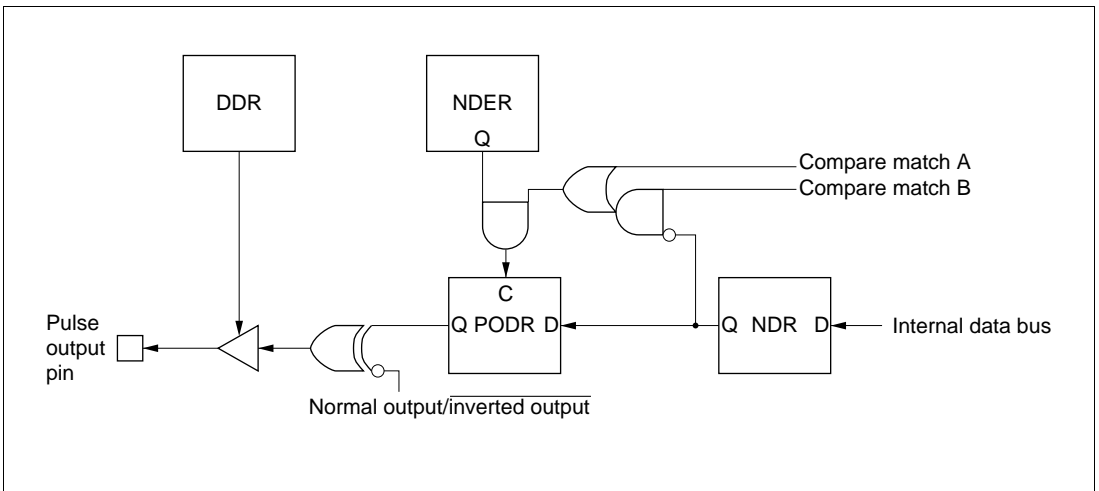 DDR
NDER
Q
Compare match A
Compare match B
C
Q PODR D
Q NDR D
Internal data bus
Pulse
output
pin
Normal output/inverted output